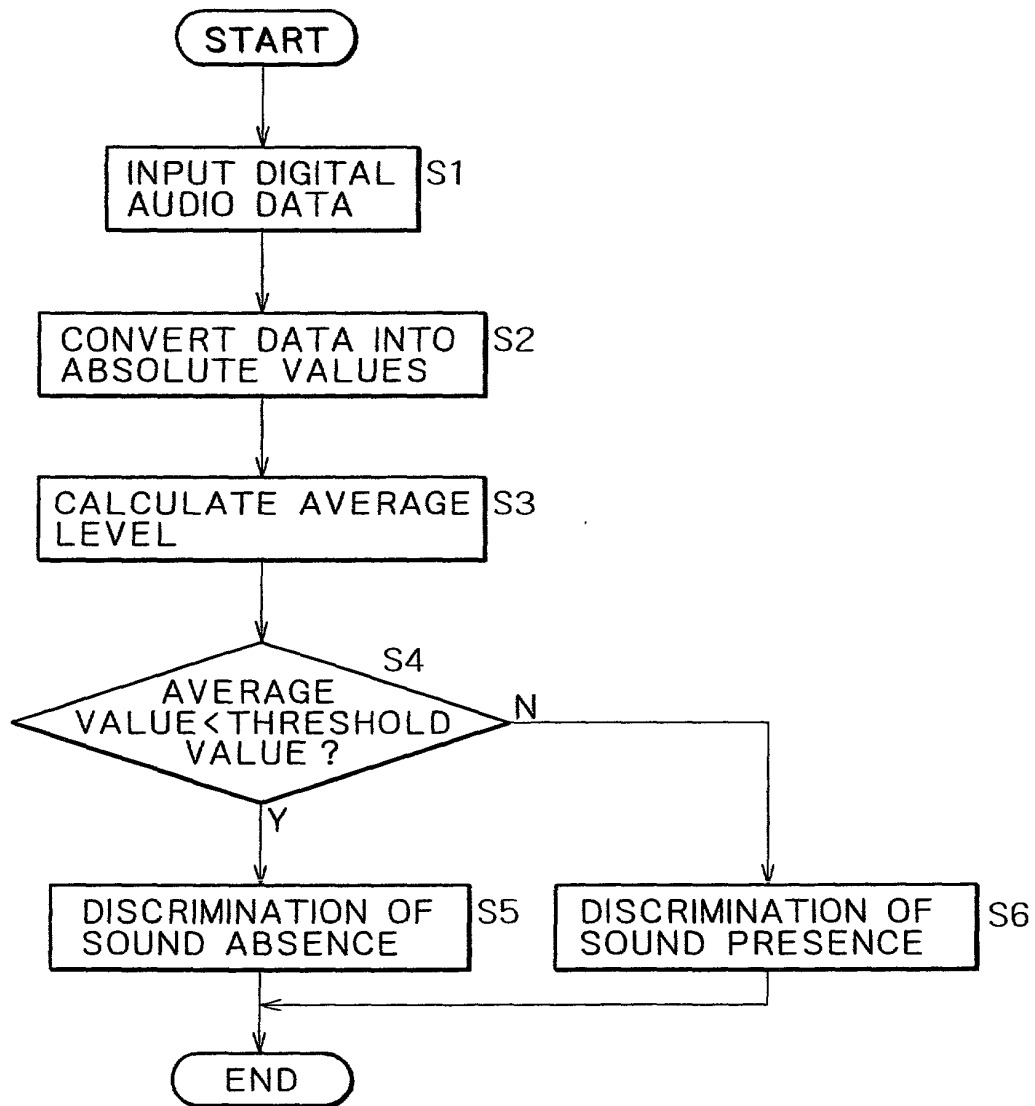 START
INPUT DIGITAL
AUDIO DATA
S1
CONVERT DATA INTO
ABSOLUTE VALUES
S2
CALCULATE AVERAGE
LEVEL
S3
S4
AVERAGE
VALUE<THRESHOLD
VALUE?
N
Y
DISCRIMINATION OF
SOUND ABSENCE
S5
DISCRIMINATION OF
SOUND PRESENCE
S6
END